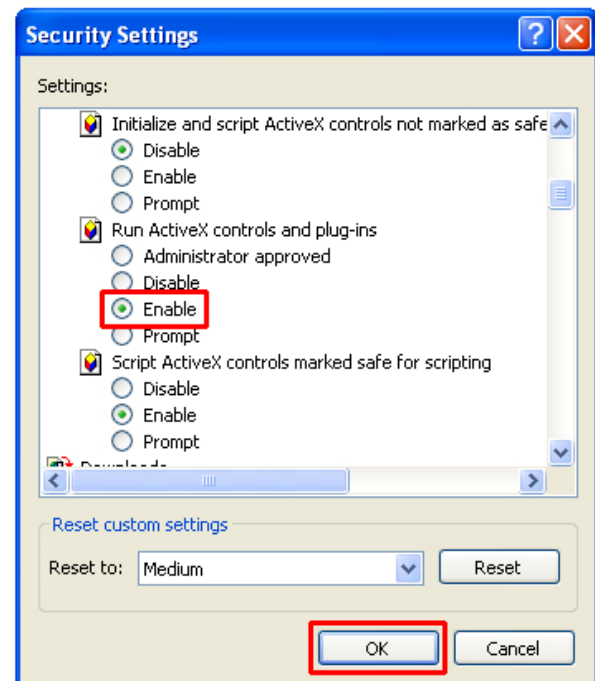 Security Settings
Settings:
Initialize and script ActiveX controls not marked as safe
Disable
Enable
Prompt
Run ActiveX controls and plug-ins
Administrator approved
Disable
Enable
Prompt
Script ActiveX controls marked safe for scripting
Disable
Enable
Prompt
Downloads
Reset custom settings
Reset to: Medium Reset
OK Cancel